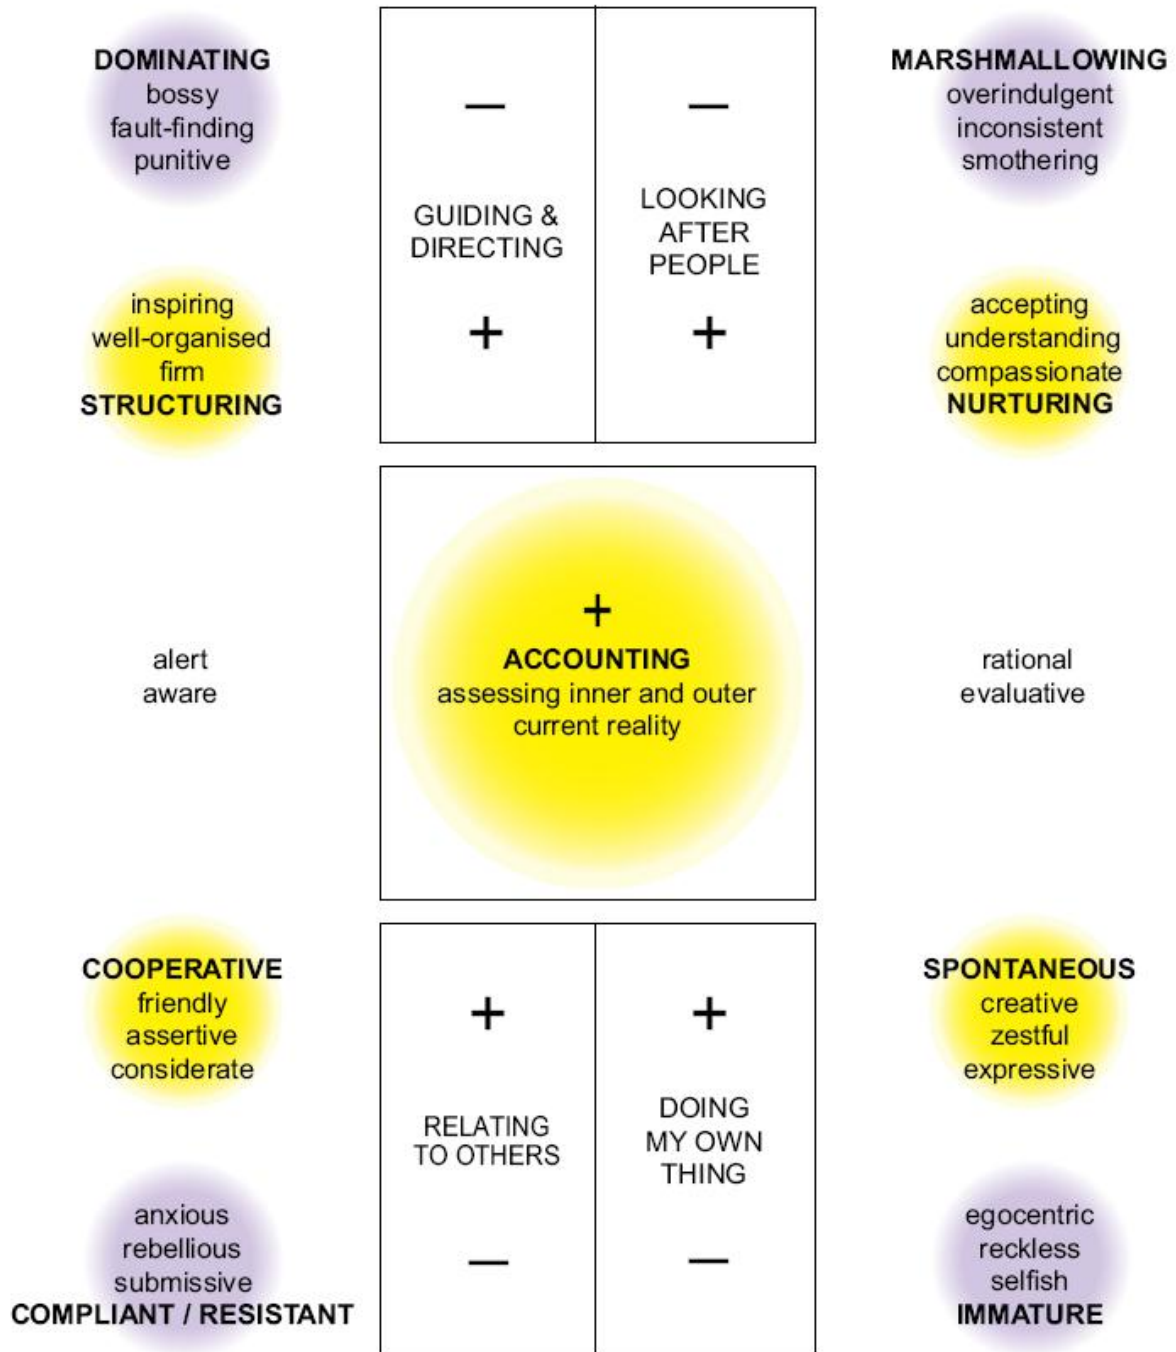 DOMINATING
bossy
fault-finding
punitive
—
GUIDING &
DIRECTING
+
—
LOOKING
AFTER
PEOPLE
+
MARSHMALLOWING
overindulgent
inconsistent
smothering
inspiring
well-organised
firm
STRUCTURING
accepting
understanding
compassionate
NURTURING
alert
aware
+
ACCOUNTING
assessing inner and outer
current reality
rational
evaluative
COOPERATIVE
friendly
assertive
considerate
+
RELATING
TO OTHERS
—
+
DOING
MY OWN
THING
—
SPONTANEOUS
creative
zestful
expressive
anxious
rebellious
submissive
COMPLIANT / RESISTANT
egocentric
reckless
selfish
IMMATURE